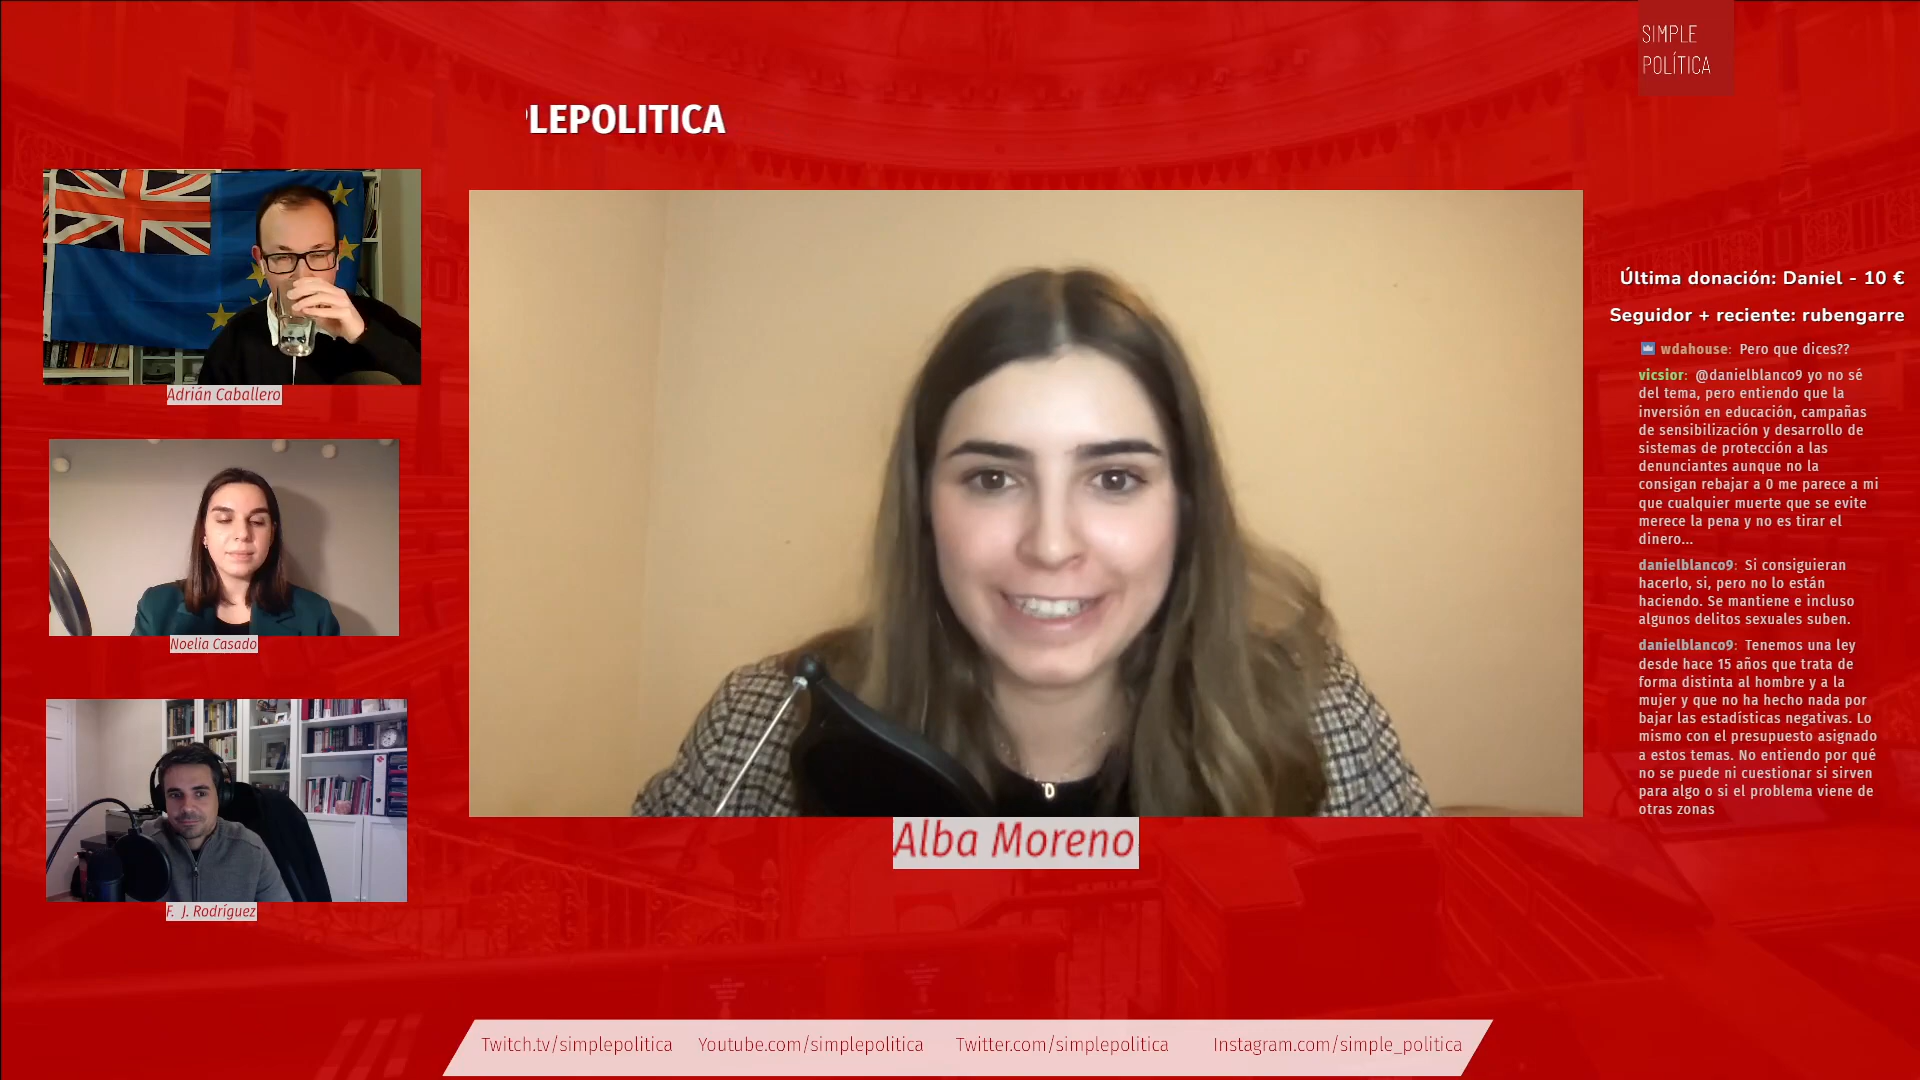 SIMPLE
POLÍTICA
LEPOLITICA
Adrián Caballero
Noelia Casado
F. J. Rodríguez
Alba Moreno
Última donación: Daniel - 10 €
Seguidor + reciente: rubengarre
wdahouse: Pero que dices??
vicsior: @danielblanco9 yo no sé
del tema, pero entiendo que la
inversión en educación, campañas
de sensibilización y desarrollo de
sistemas de protección a las
denunciantes aunque no la
consigan rebajar a 0 me parece a mi
que cualquier muerte que se evite
merece la pena y no es tirar el
dinero...
danielblanco9: Si consiguieran
hacerlo, si, pero no lo están
haciendo. Se mantiene e incluso
algunos delitos sexuales suben.
danielblanco9: Tenemos una ley
desde hace 15 años que trata de
forma distinta al hombre y a la
mujer y que no ha hecho nada por
bajar las estadísticas negativas. Lo
mismo con el presupuesto asignado
a estos temas. No entiendo por qué
no se puede ni cuestionar si sirven
para algo o si el problema viene de
otras zonas
Twitch.tv/simplepolitica Youtube.com/simplepolitica Twitter.com/simplepolitica Instagram.com/simple_politica